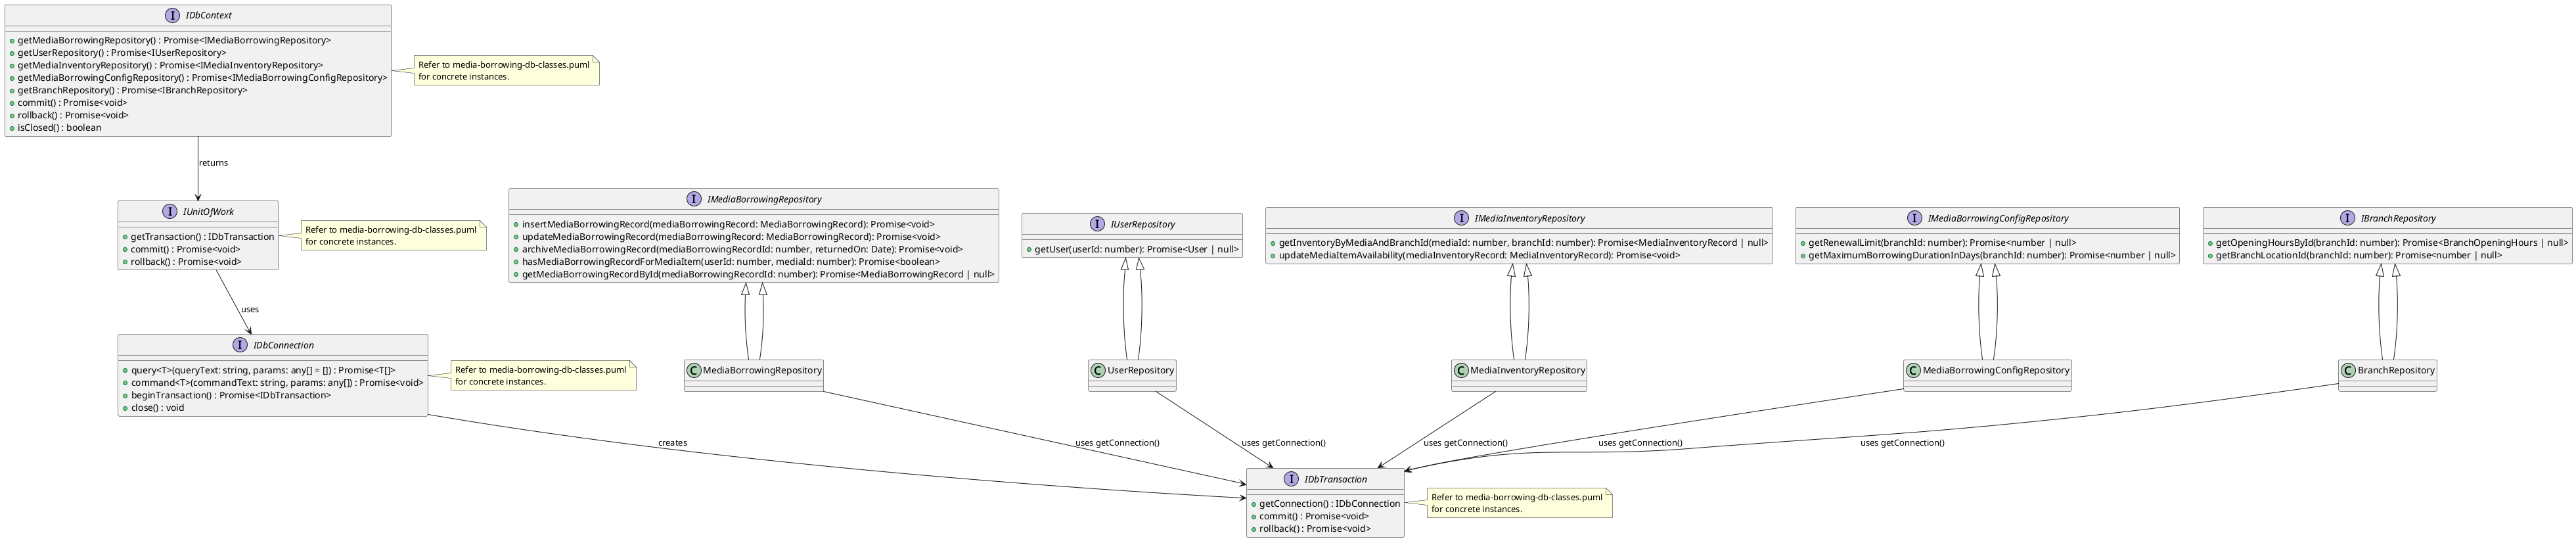 I IDbContext
getMediaBorrowingRepository() : Promise<IMediaBorrowingRepository>
getUserRepository() : Promise<IUserRepository>
getMediaInventoryRepository() : Promise<IMediaInventoryRepository>
getMediaBorrowingConfigRepository() : Promise<IMediaBorrowingConfigRepository>
getBranchRepository() : Promise<IBranchRepository>
commit() : Promise<void>
rollback() : Promise<void>
isClosed() : boolean
Refer to media-borrowing-db-classes.puml
for concrete instances.
returns
I IUnitOfWork
getTransaction() : IDbTransaction
commit() : Promise<void>
rollback() : Promise<void>
Refer to media-borrowing-db-classes.puml
for concrete instances.
I IMediaBorrowingRepository
insertMediaBorrowingRecord(mediaBorrowingRecord: MediaBorrowingRecord): Promise<void>
updateMediaBorrowingRecord(mediaBorrowingRecord: MediaBorrowingRecord): Promise<void>
archiveMediaBorrowingRecord(mediaBorrowingRecordId: number, returnedOn: Date): Promise<void>
hasMediaBorrowingRecordForMediaItem(userId: number, mediaId: number): Promise<boolean>
getMediaBorrowingRecordById(mediaBorrowingRecordId: number): Promise<MediaBorrowingRecord | null>
I IUserRepository
getUser(userId: number): Promise<User | null>
I IMediaInventoryRepository
getInventoryByMediaAndBranchId(mediaId: number, branchId: number): Promise<MediaInventoryRecord | null>
updateMediaItemAvailability(mediaInventoryRecord: MediaInventoryRecord): Promise<void>
I IMediaBorrowingConfigRepository
getRenewalLimit(branchId: number): Promise<number | null>
getMaximumBorrowingDurationInDays(branchId: number): Promise<number | null>
I IBranchRepository
getOpeningHoursById(branchId: number): Promise<BranchOpeningHours | null>
getBranchLocationId(branchId: number): Promise<number | null>
uses
I IDbConnection
query<T>(queryText: string, params: any[] = []) : Promise<T[]>
command<T>(commandText: string, params: any[]) : Promise<void>
beginTransaction() : Promise<IDbTransaction>
close() : void
Refer to media-borrowing-db-classes.puml
for concrete instances.
C MediaBorrowingRepository
C UserRepository
C MediaInventoryRepository
C MediaBorrowingConfigRepository
C BranchRepository
creates
uses getConnection()
uses getConnection()
uses getConnection()
uses getConnection()
uses getConnection()
I IDbTransaction
getConnection() : IDbConnection
commit() : Promise<void>
rollback() : Promise<void>
Refer to media-borrowing-db-classes.puml
for concrete instances.